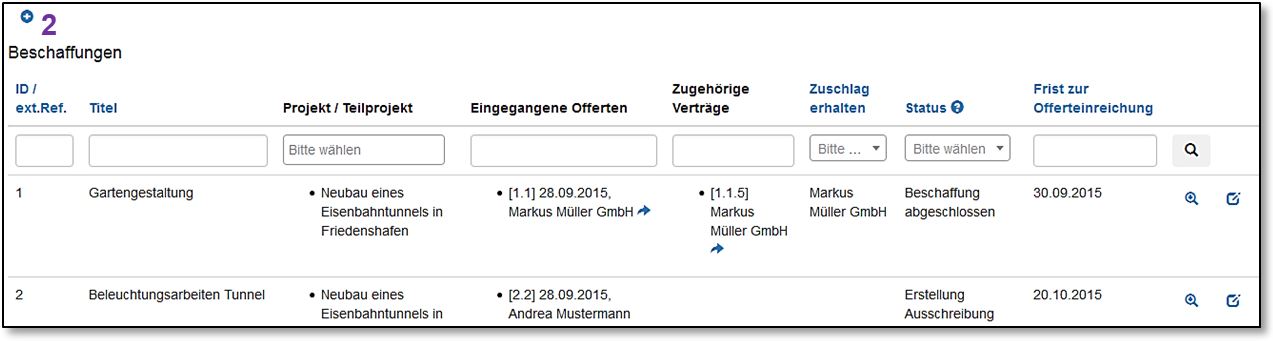 2
Beschaffungen
ID / ext.Ref. Titel Projekt / Teilprojekt Eingegangene Offerten Zugehörige Verträge Zuschlag erhalten Status Frist zur Offerteinreichung
Bitte wählen Bitte ... Bitte wählen
1 Gartengestaltung • Neubau eines • [1.1] 28.09.2015, • [1.1.5] Markus Beschaffung 30.09.2015
Eisenbahntunnels in Markus Müller GmbH Markus Müller GmbH abgeschlossen
Friedenshafen Müller GmbH
2 Beleuchtungsarbeiten Tunnel • Neubau eines • [2.2] 28.09.2015, Erstellung 20.10.2015
Eisenbahntunnels in Andrea Mustermann Ausschreibung